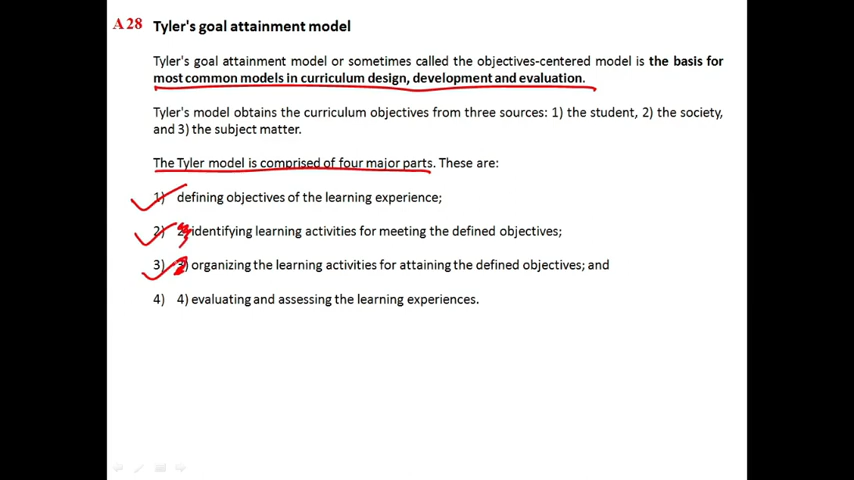 A 28 Tyler's goal attainment model
Tyler's goal attainment model or sometimes called the objectives-centered model is the basis for
most common models in curriculum design, development and evaluation.
Tyler's model obtains the curriculum objectives from three sources: 1) the student, 2) the society,
and 3) the subject matter.
The Tyler model is comprised of four major parts. These are:
1) defining objectives of the learning experience;
2) 2) identifying learning activities for meeting the defined objectives;
3) 3) organizing the learning activities for attaining the defined objectives; and
4) 4) evaluating and assessing the learning experiences.